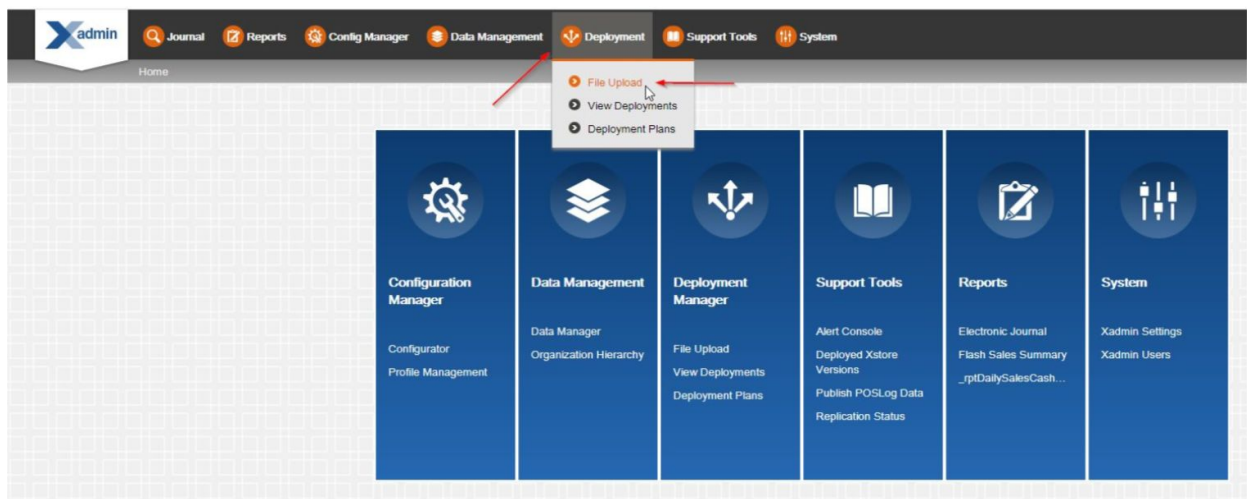 Xadmin
Journal
Reports
Config Manager
Data Management
Deployment
Support Tools
System
Home
File Upload
View Deployments
Deployment Plans
Configuration
Manager
Configurator
Profile Management
Data Management
Data Manager
Organization Hierarchy
Deployment
Manager
File Upload
View Deployments
Deployment Plans
Support Tools
Alert Console
Deployed Xstore
Versions
Publish POSLog Data
Replication Status
Reports
Electronic Journal
Flash Sales Summary
_rptDailySalesCash...
System
Xadmin Settings
Xadmin Users